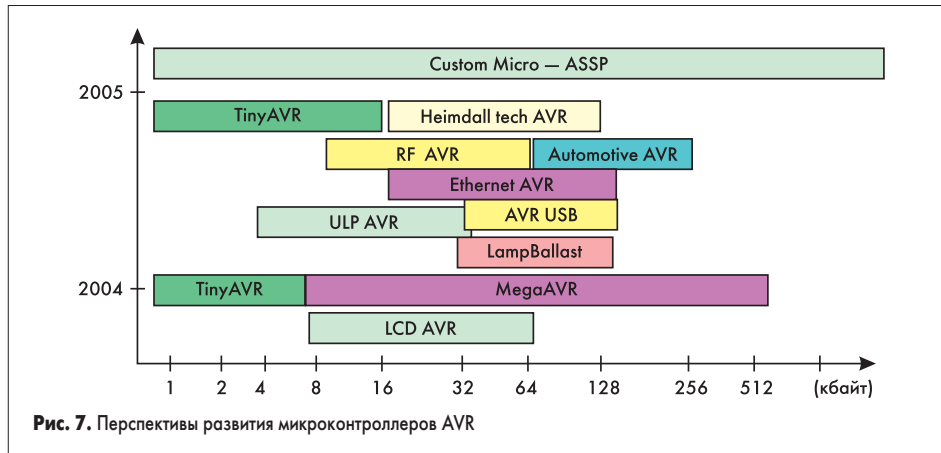 Custom Micro — ASSP
2005
TinyAVR
Heimdall tech AVR
RF AVR
Automotive AVR
Ethernet AVR
AVR USB
ULP AVR
LampBallast
2004
TinyAVR
MegaAVR
LCD AVR
1 2 4 8 16 32 64 128 256 512 (кбайт)
Рис. 7. Перспективы развития микроконтроллеров AVR